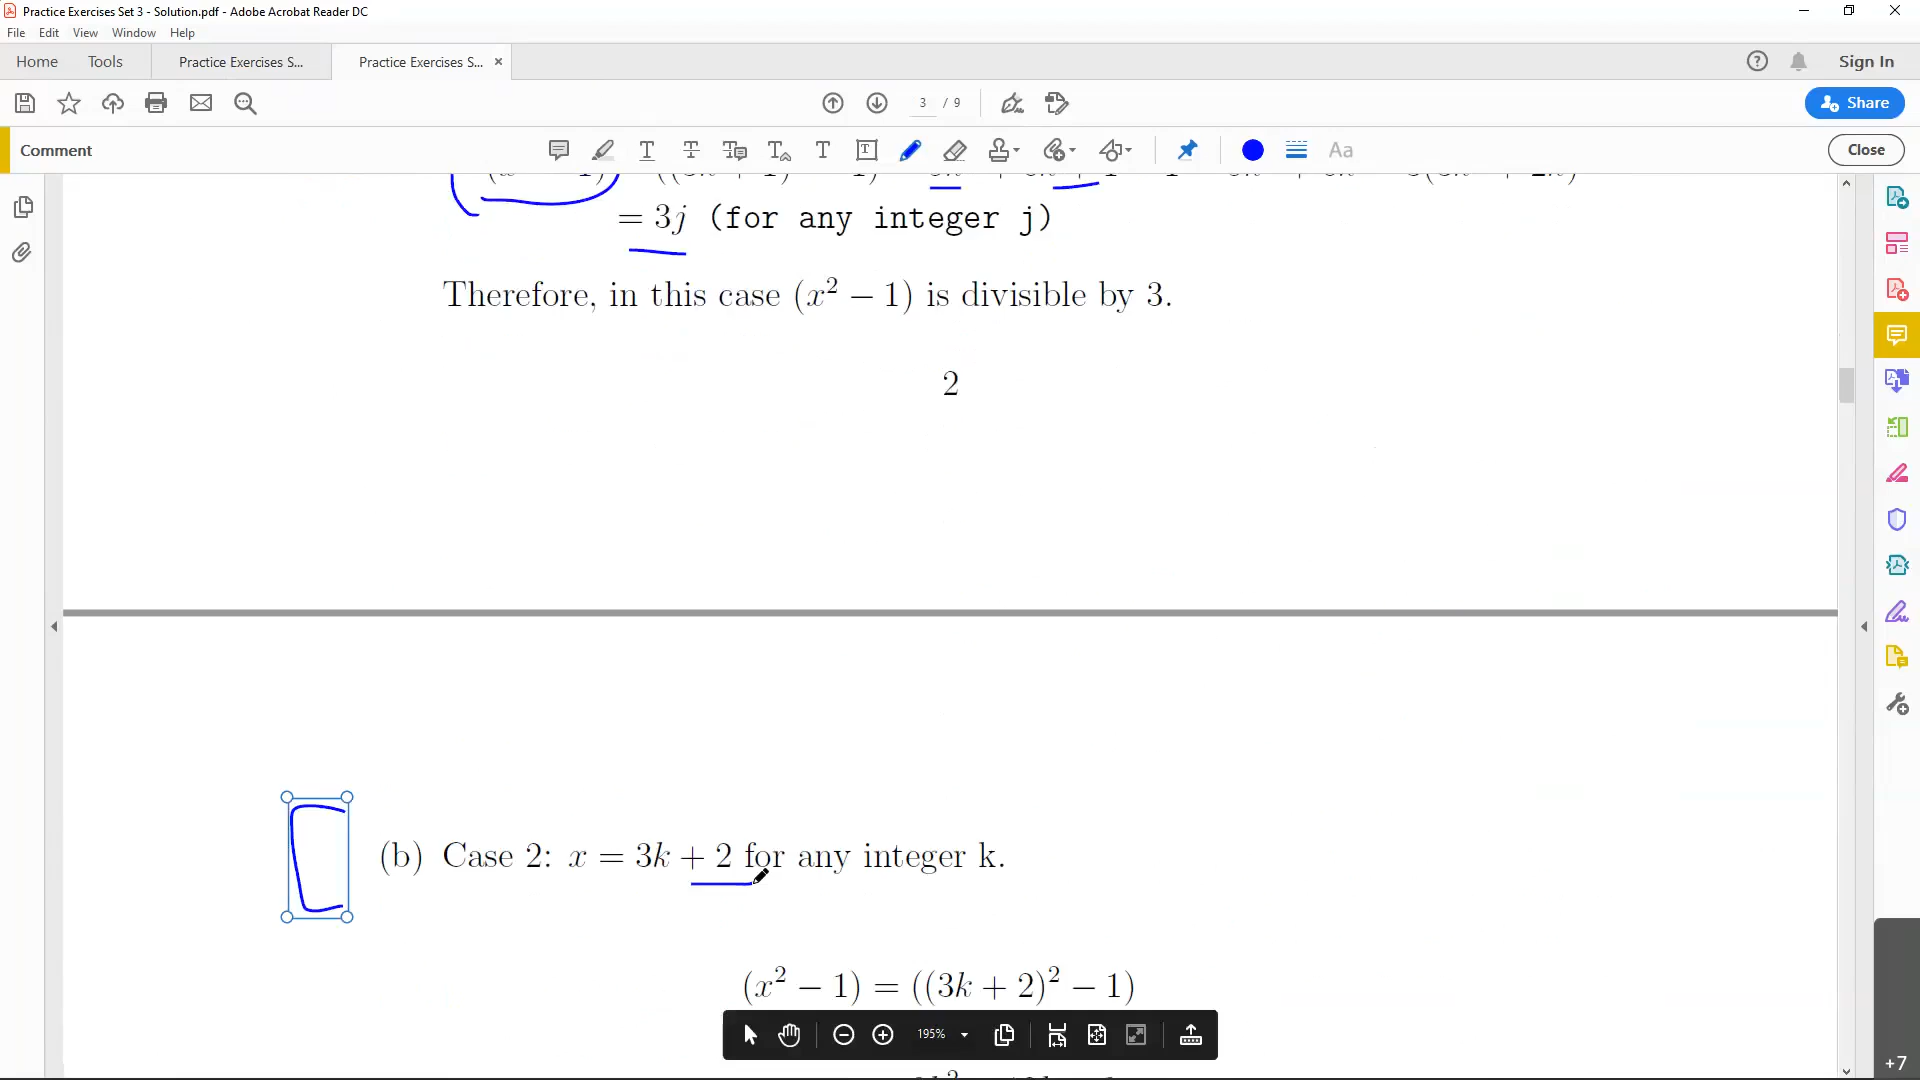 Practice Exercises Set 3 - Solution.pdf - Adobe Acrobat Reader DC
File Edit View Window Help
Home Tools Practice Exercises S... Practice Exercises S... × Sign In
3 / 9 Share
Comment Aa Close
= 3j (for any integer j)
Therefore, in this case (x² − 1) is divisible by 3.
2
(b) Case 2: x = 3k + 2 for any integer k.
(x² − 1) = ((3k + 2)² − 1)
195%
+7